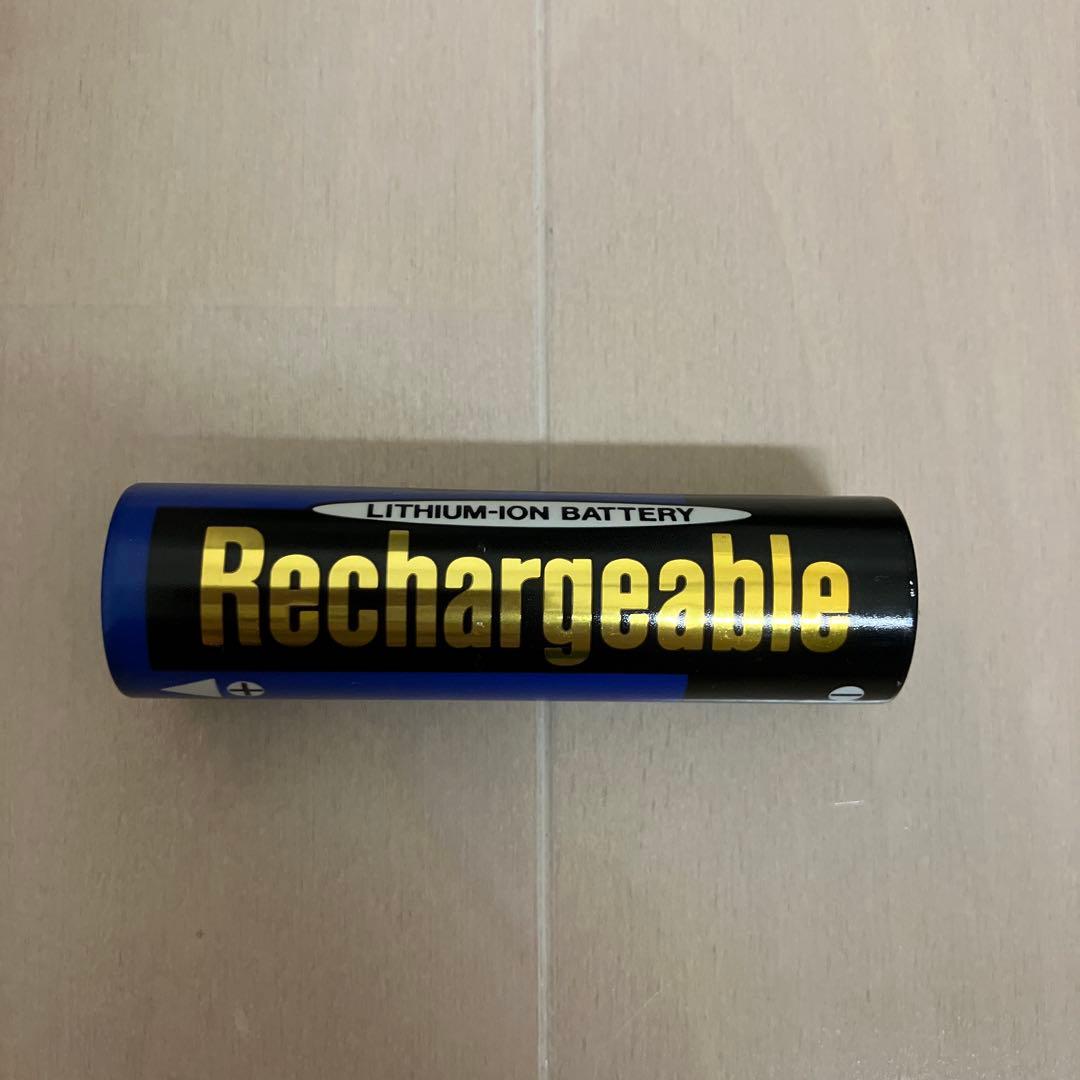 LITHIUM-ION BATTERY
Rechargeable
+ -